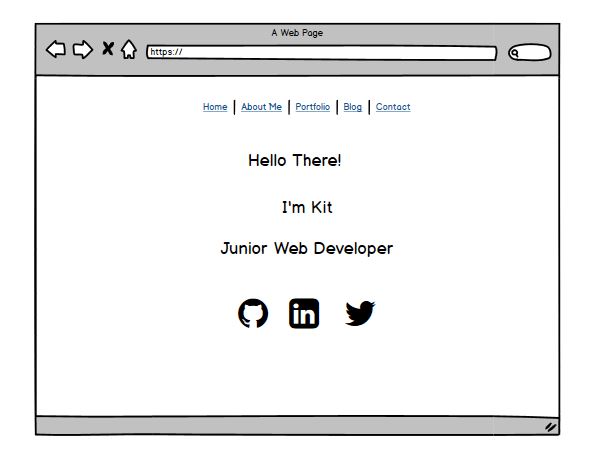 A Web Page
https://
Home | About Me | Portfolio | Blog | Contact
Hello There!
I'm Kit
Junior Web Developer
in